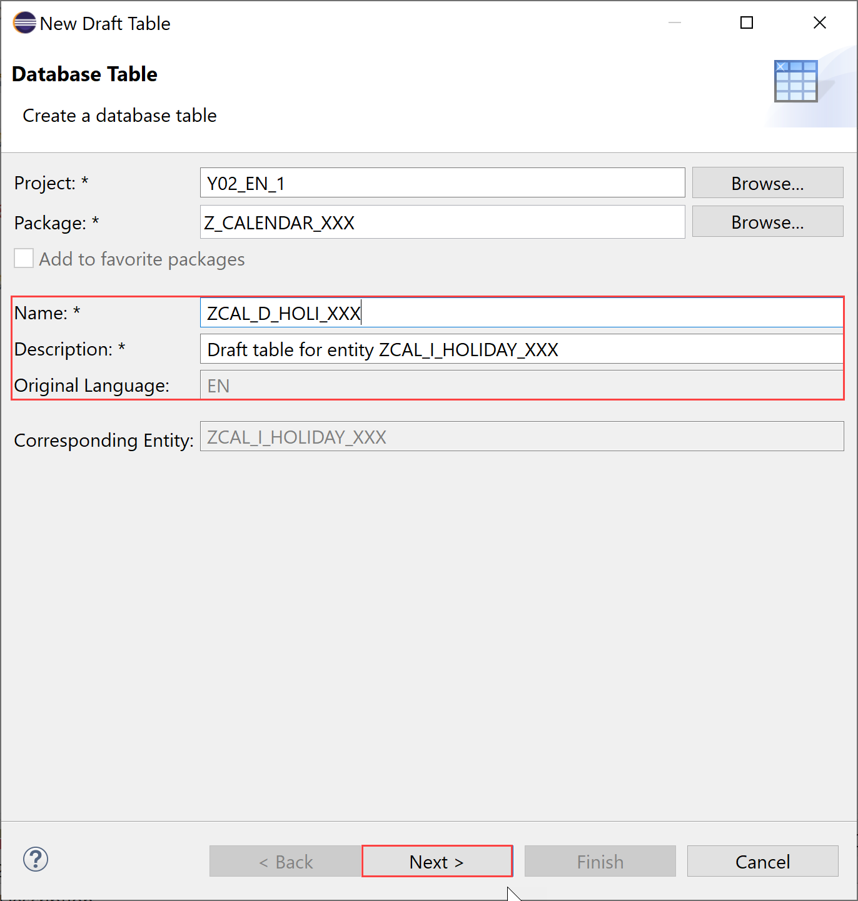 New Draft Table
Database Table
Create a database table
Project: * Y02_EN_1 Browse...
Package: * Z_CALENDAR_XXX Browse...
Add to favorite packages
Name: * ZCAL_D_HOLI_XXX
Description: * Draft table for entity ZCAL_I_HOLIDAY_XXX
Original Language: EN
Corresponding Entity: ZCAL_I_HOLIDAY_XXX
? < Back Next > Finish Cancel